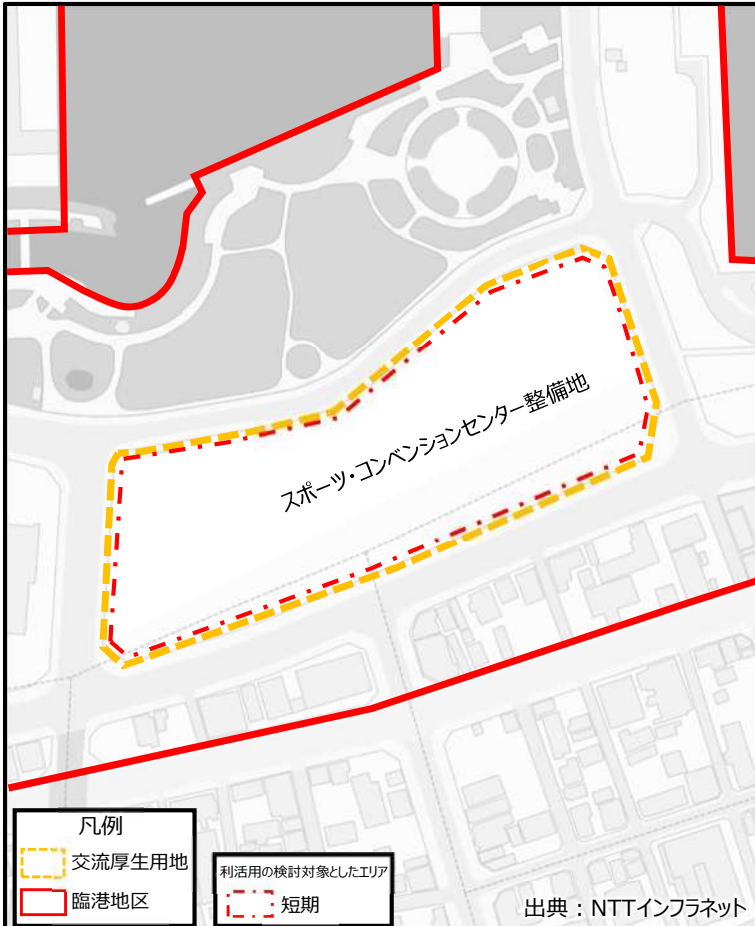 スポーツ・コンベンションセンター整備地
凡例
交流厚生用地
臨港地区
利活用の検討対象としたエリア
短期
出典：NTTインフラネット